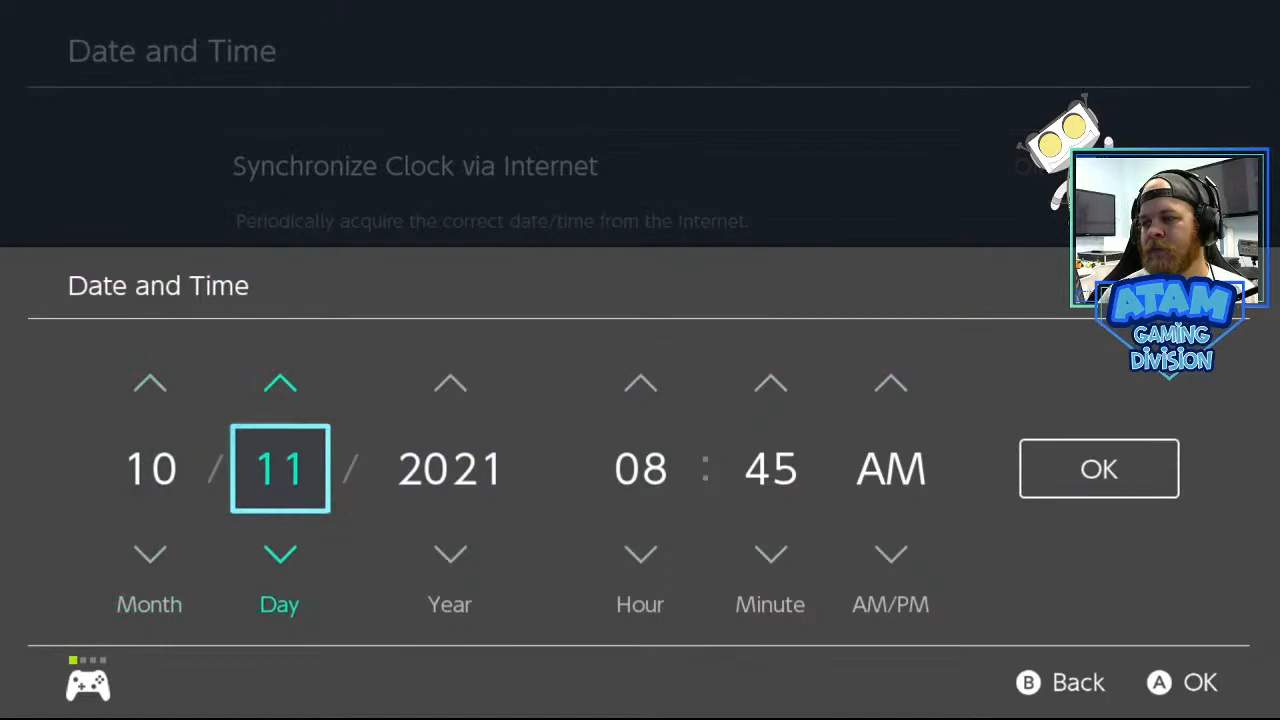 Date and Time
Synchronize Clock via Internet
Periodically acquire the correct date/time from the Internet.
Date and Time
ATAM
GAMING
DIVISION
10 / 11 / 2021 08 : 45 AM OK
Month Day Year Hour Minute AM/PM
B Back A OK